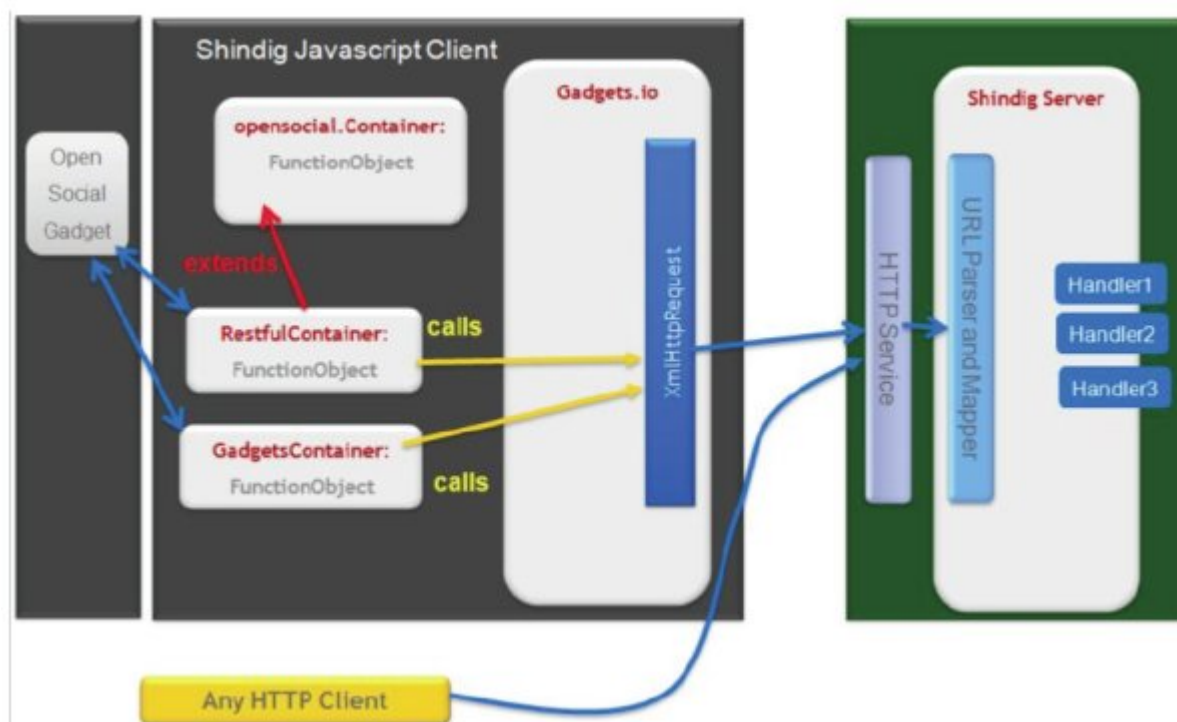 Shindig Javascript Client
Open
Social
Gadget
opensocial.Container:
FunctionObject
extends
RestfulContainer:
FunctionObject
calls
GadgetsContainer:
FunctionObject
calls
Gadgets.io
XmlHttpRequest
Shindig Server
HTTP Service
URL Parser and Mapper
Handler1
Handler2
Handler3
Any HTTP Client